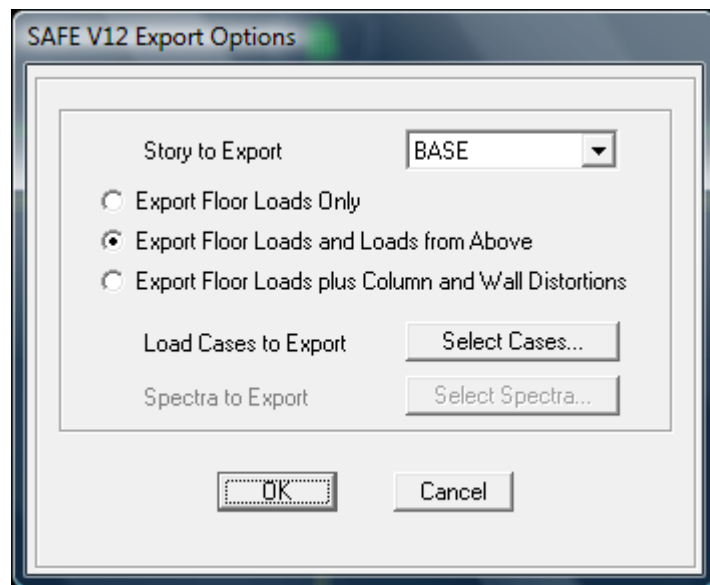 SAFE V12 Export Options
Story to Export BASE
Export Floor Loads Only
Export Floor Loads and Loads from Above
Export Floor Loads plus Column and Wall Distortions
Load Cases to Export Select Cases...
Spectra to Export Select Spectra...
OK Cancel